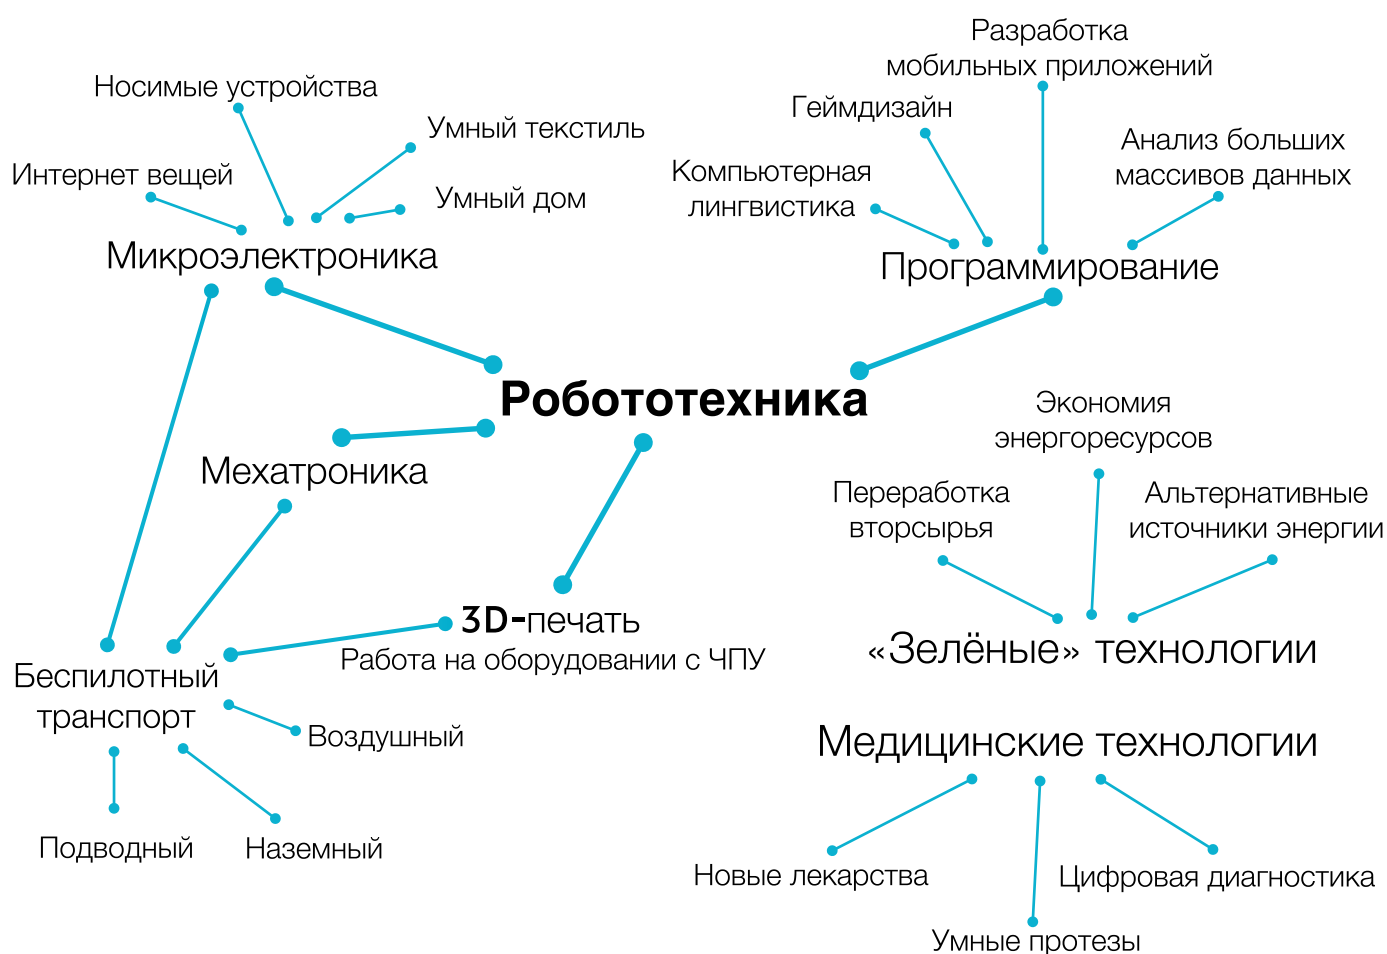 Разработка
мобильных приложений
Носимые устройства
Геймдизайн
Умный текстиль
Анализ больших
массивов данных
Интернет вещей
Компьютерная
лингвистика
Умный дом
Микроэлектроника
Программирование
Робототехника
Экономия
энергоресурсов
Мехатроника
Переработка
вторсырья
Альтернативные
источники энергии
3D-печать
Работа на оборудовании с ЧПУ
«Зелёные» технологии
Беспилотный
транспорт
Воздушный
Медицинские технологии
Подводный
Наземный
Новые лекарства
Цифровая диагностика
Умные протезы